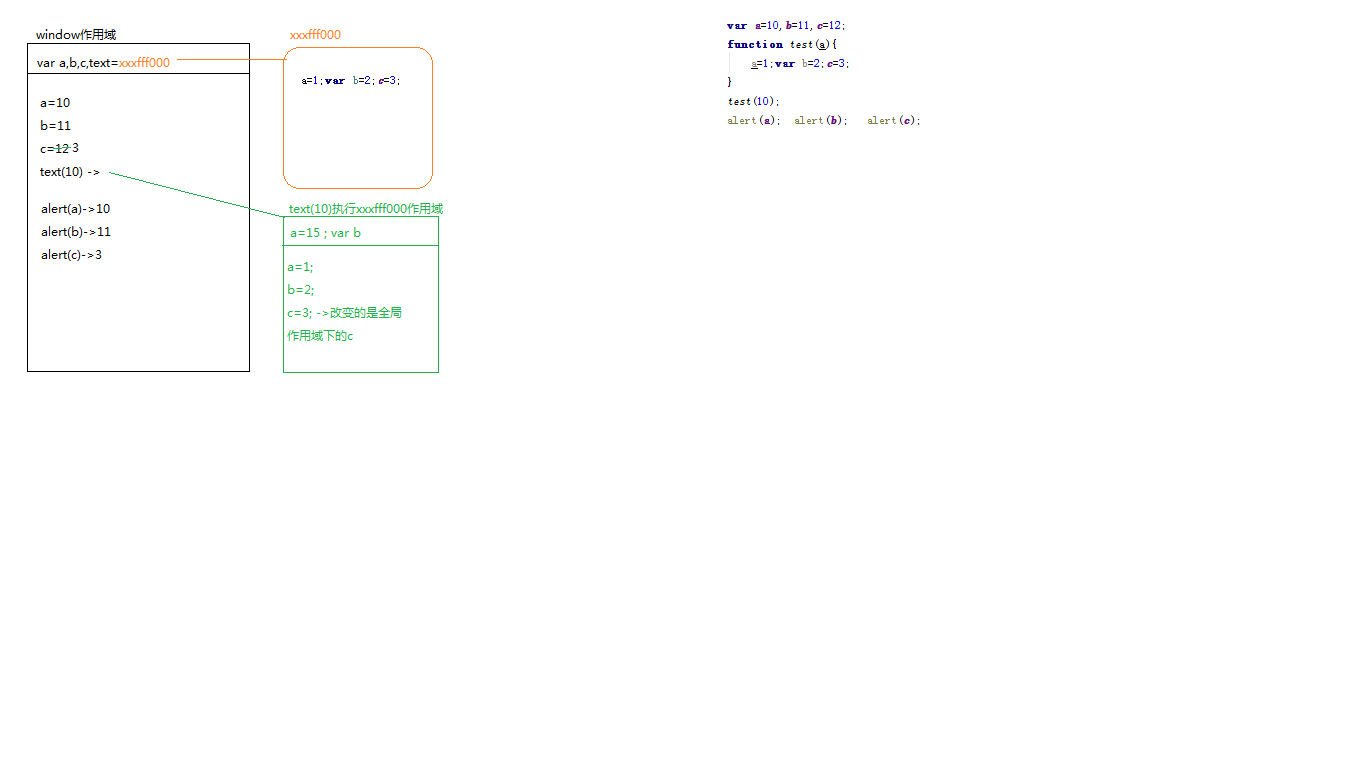 window作用域
var a,b,c,text=xxxfff000
a=10
b=11
c=12 3
text(10) ->
alert(a)->10
alert(b)->11
alert(c)->3
xxxfff000
a=1;var b=2;c=3;
text(10)执行xxxfff000作用域
a=15 ; var b
a=1;
b=2;
c=3; ->改变的是全局
作用域下的c
var a=10,b=11,c=12;
function test(a){
a=1;var b=2;c=3;
}
test(10);
alert(a); alert(b); alert(c);